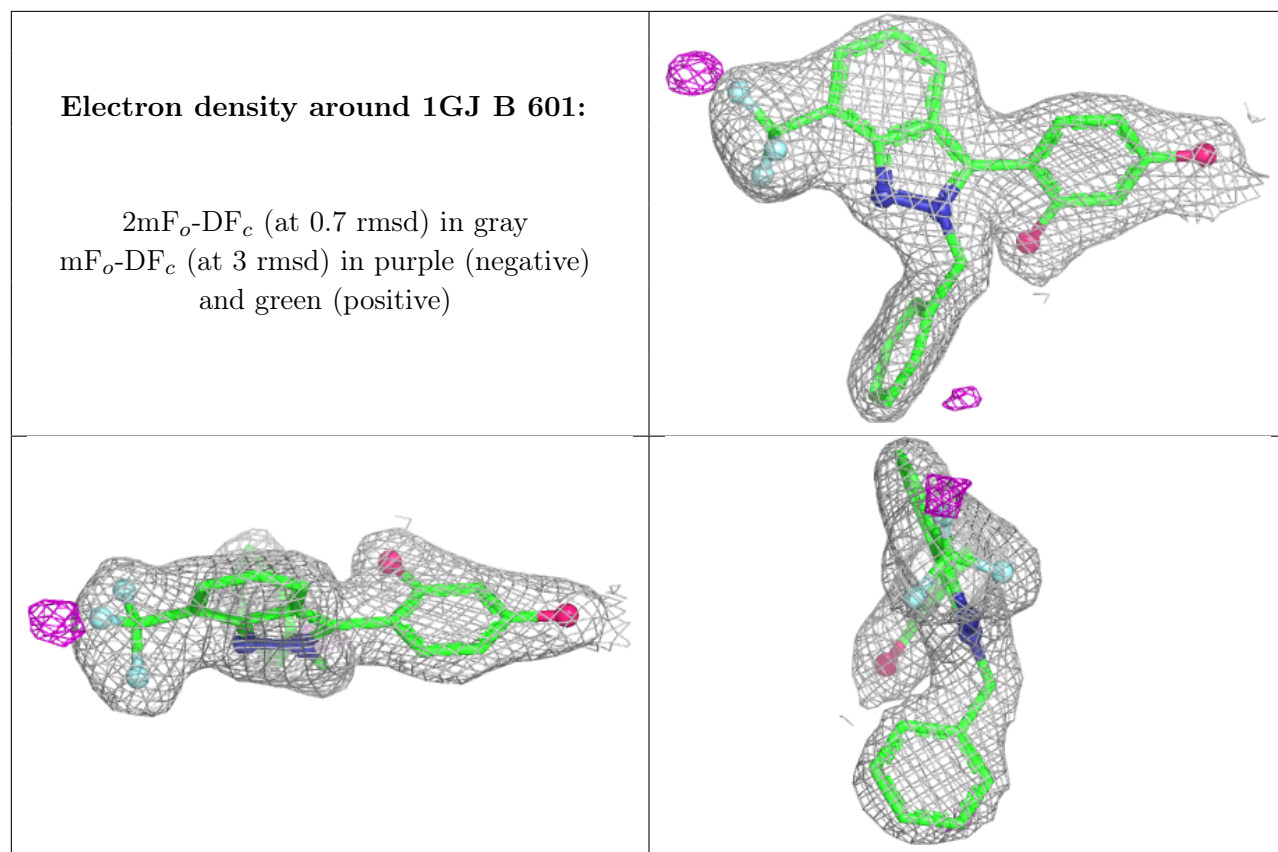 Electron density around 1GJ B 601:
2mFₒ-DF𝒸 (at 0.7 rmsd) in gray
mFₒ-DF𝒸 (at 3 rmsd) in purple (negative)
and green (positive)